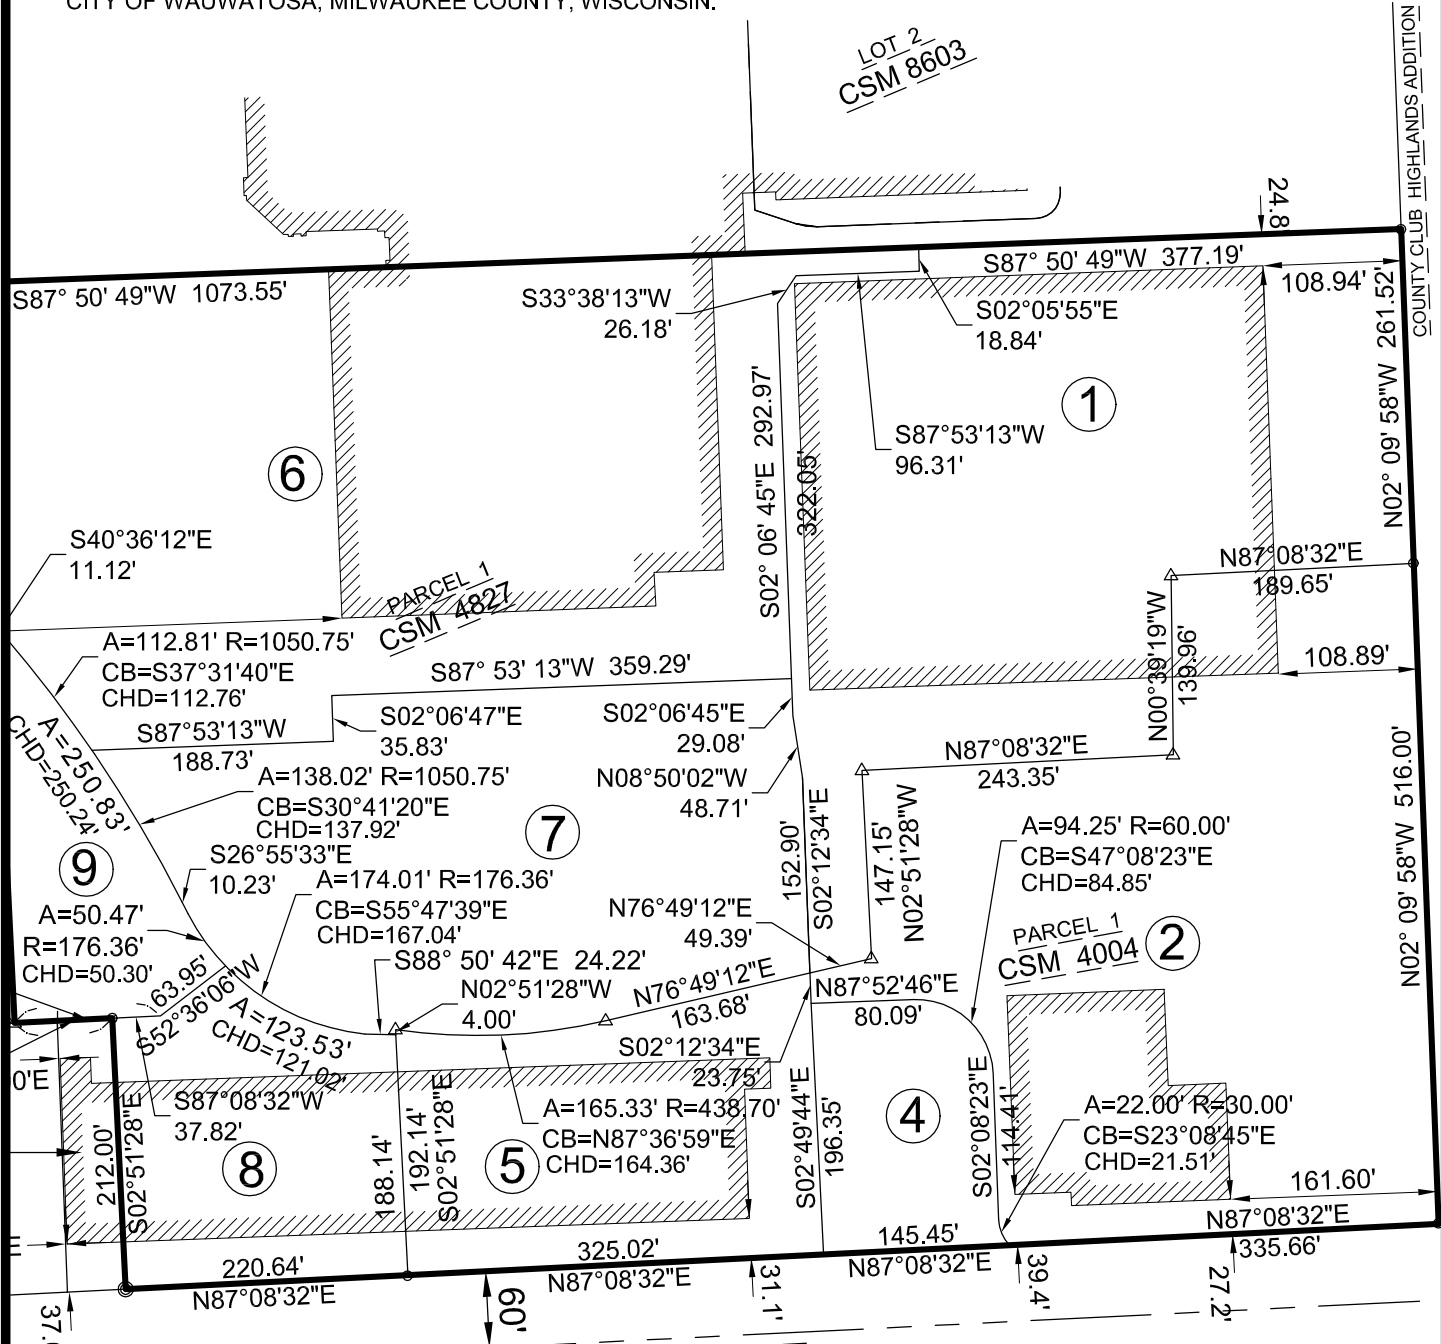 CITY OF WAUWATOSA, MILWAUKEE COUNTY, WISCONSIN.
LOT 2
CSM 8603
COUNTY CLUB HIGHLANDS ADDITION
24.8
S87° 50' 49"W 1073.55'
S87° 50' 49"W 377.19'
108.94'
S33°38'13"W
26.18'
S02°05'55"E
18.84'
N02° 09' 58"W 261.52'
S02° 06' 45"E 292.97'
322.05'
1
S87°53'13"W
96.31'
6
S40°36'12"E
11.12'
PARCEL 1
CSM 4827
N87°08'32"E
189.65'
A=112.81' R=1050.75'
CB=S37°31'40"E
CHD=112.76'
S87° 53' 13"W 359.29'
N00°39'19"W
139.96'
108.89'
S87°53'13"W
188.73'
S02°06'47"E
35.83'
S02°06'45"E
29.08'
N08°50'02"W
48.71'
N87°08'32"E
243.35'
A=250.83'
CHD=250.24'
A=138.02' R=1050.75'
CB=S30°41'20"E
CHD=137.92'
7
152.90'
S02°12'34"E
147.15'
N02°51'28"W
A=94.25' R=60.00'
CB=S47°08'23"E
CHD=84.85'
N02° 09' 58"W 516.00'
9
S26°55'33"E
10.23'
A=174.01' R=176.36'
CB=S55°47'39"E
CHD=167.04'
A=50.47'
R=176.36'
CHD=50.30'
N76°49'12"E
49.39'
PARCEL 1
CSM 4004
2
S88° 50' 42"E 24.22'
N02°51'28"W
4.00'
N76°49'12"E
163.68'
N87°52'46"E
80.09'
63.95'
S52°36'06"W
A=123.53'
CHD=121.02'
S02°12'34"E
23.75'
0'E
S87°08'32"W
37.82'
212.00'
S02°51'28"E
8
188.14'
192.14'
S02°51'28"E
A=165.33' R=438.70'
CB=N87°36'59"E
CHD=164.36'
5
S02°49'44"E
196.35'
4
S02°08'23"E
114.41'
A=22.00' R=30.00'
CB=S23°08'45"E
CHD=21.51'
161.60'
E
220.64'
N87°08'32"E
325.02'
N87°08'32"E
145.45'
N87°08'32"E
N87°08'32"E
335.66'
60'
31.1'
39.4'
27.2'